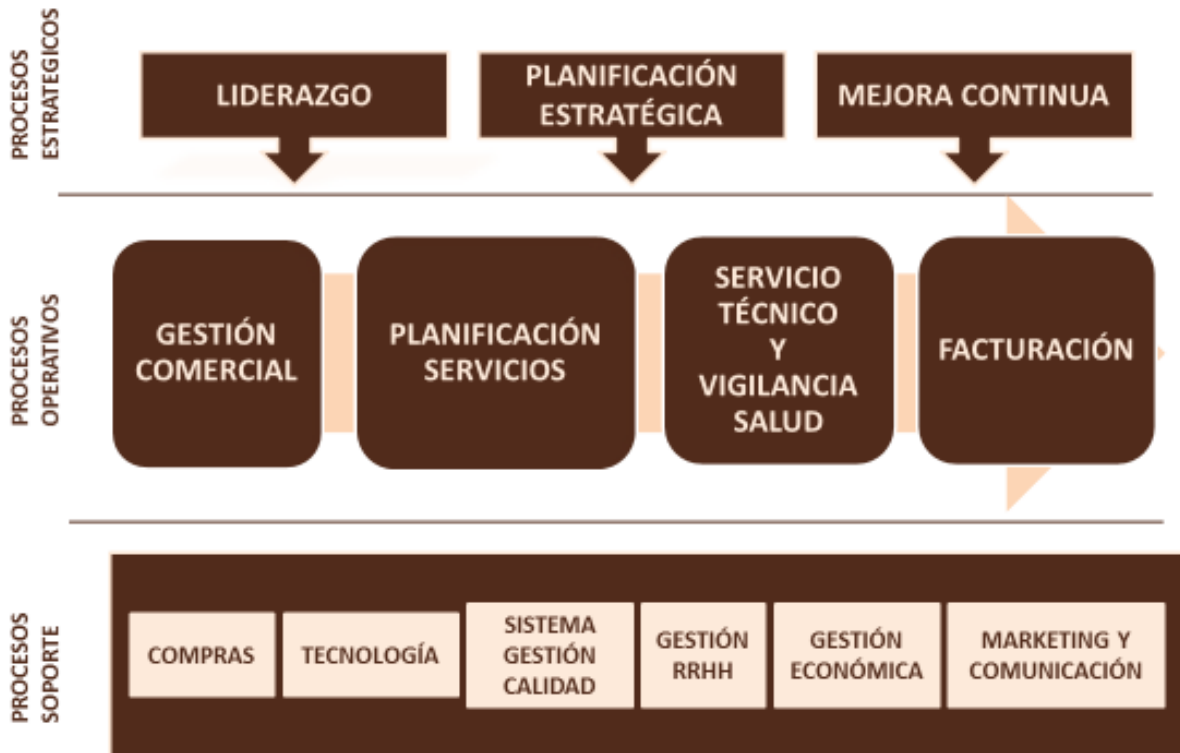 PROCESOS
ESTRATEGICOS
LIDERAZGO
PLANIFICACIÓN
ESTRATÉGICA
MEJORA CONTINUA
PROCESOS
OPERATIVOS
GESTIÓN
COMERCIAL
PLANIFICACIÓN
SERVICIOS
SERVICIO
TÉCNICO
Y
VIGILANCIA
SALUD
FACTURACIÓN
PROCESOS
SOPORTE
COMPRAS
TECNOLOGÍA
SISTEMA
GESTIÓN
CALIDAD
GESTIÓN
RRHH
GESTIÓN
ECONÓMICA
MARKETING Y
COMUNICACIÓN